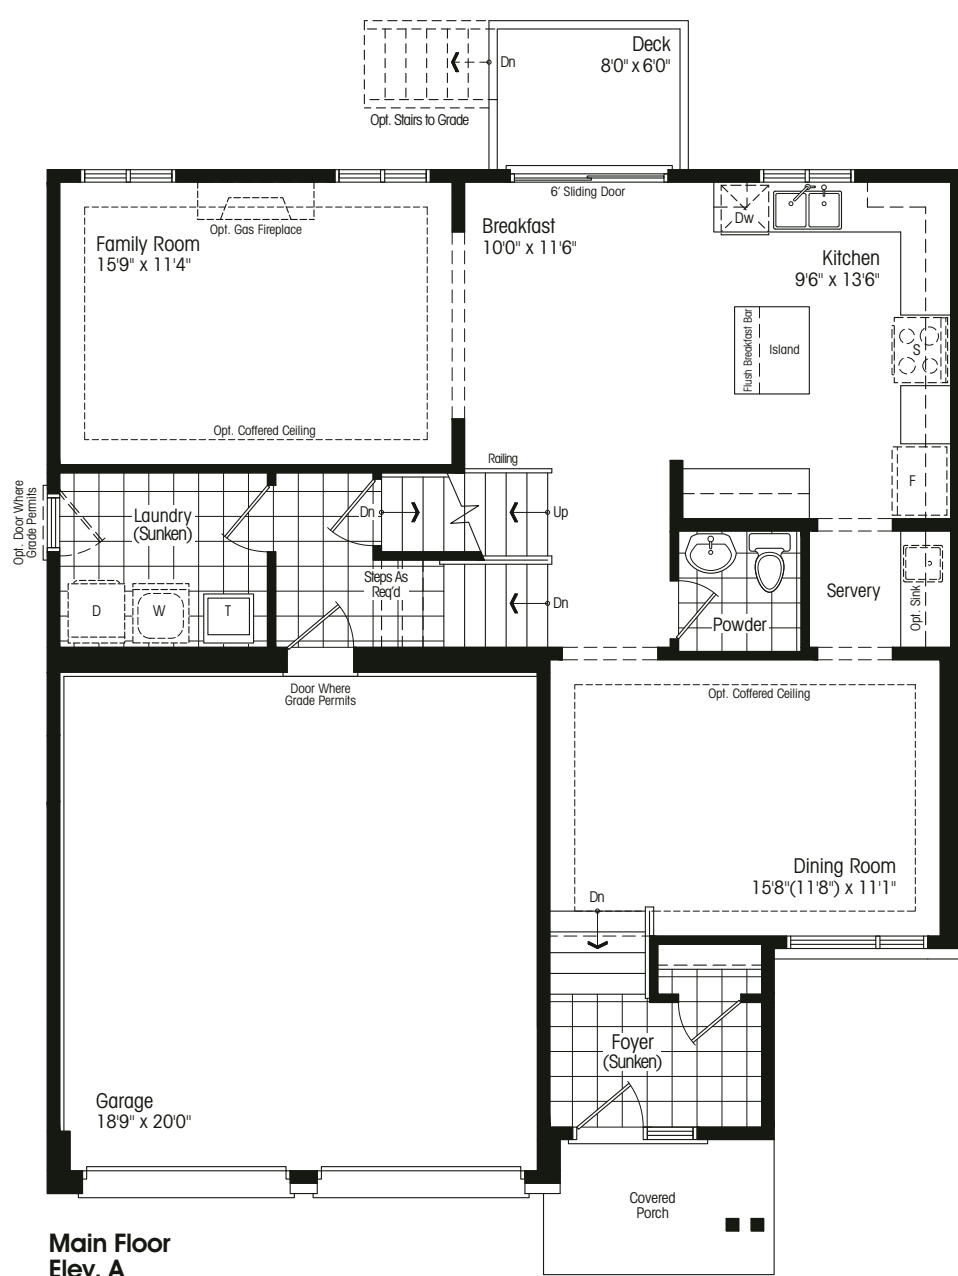 Deck
8'0" x 6'0"
Dn
Opt. Stairs to Grade
6' Sliding Door
Opt. Gas Fireplace
Family Room
15'9" x 11'4"
Breakfast
10'0" x 11'6"
Dw
Kitchen
9'6" x 13'6"
Flush Breakfast Bar
Island
S
Opt. Coffered Ceiling
Railing
F
Opt. Door Where
Grade Permits
Laundry
(Sunken)
Dn
Up
Steps As
Req'd
Dn
D
W
T
Powder
Servery
Opt. Sink
Door Where
Grade Permits
Opt. Coffered Ceiling
Dining Room
15'8"(11'8") x 11'1"
Dn
Foyer
(Sunken)
Garage
18'9" x 20'0"
Covered
Porch
Main Floor
Elev. A